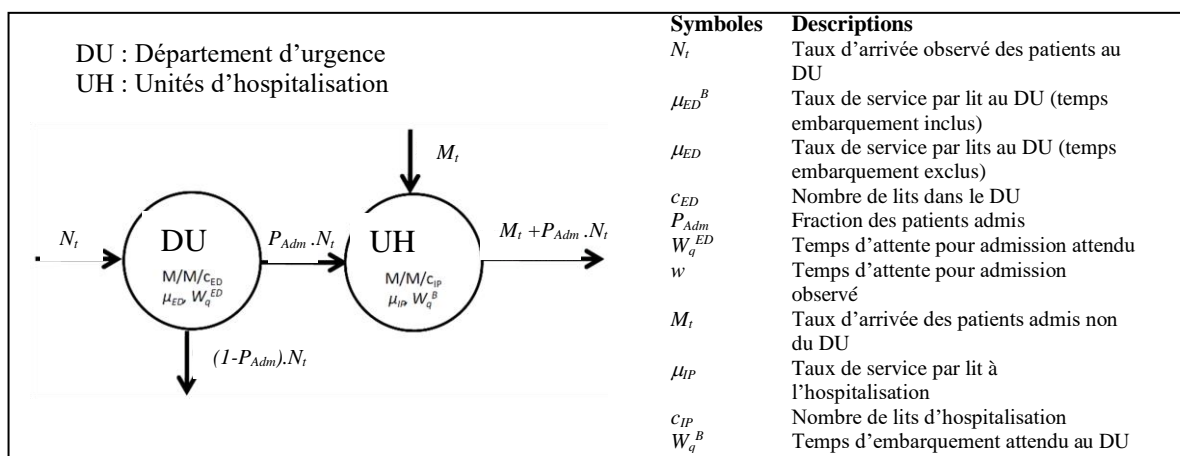 DU : Département d’urgence
UH : Unités d’hospitalisation
M_t
N_t
DU
P_Adm .N_t
UH
M_t +P_Adm .N_t
M/M/c_ED
μ_ED, W_q^ED
M/M/c_IP
μ_IP, W_q^B
(1-P_Adm).N_t
Symboles Descriptions
N_t Taux d’arrivée observé des patients au
DU
μ_ED^B Taux de service par lit au DU (temps
embarquement inclus)
μ_ED Taux de service par lits au DU (temps
embarquement exclus)
c_ED Nombre de lits dans le DU
P_Adm Fraction des patients admis
W_q^ED Temps d’attente pour admission attendu
w Temps d’attente pour admission
observé
M_t Taux d’arrivée des patients admis non
du DU
μ_IP Taux de service par lit à
l’hospitalisation
c_IP Nombre de lits d’hospitalisation
W_q^B Temps d’embarquement attendu au DU